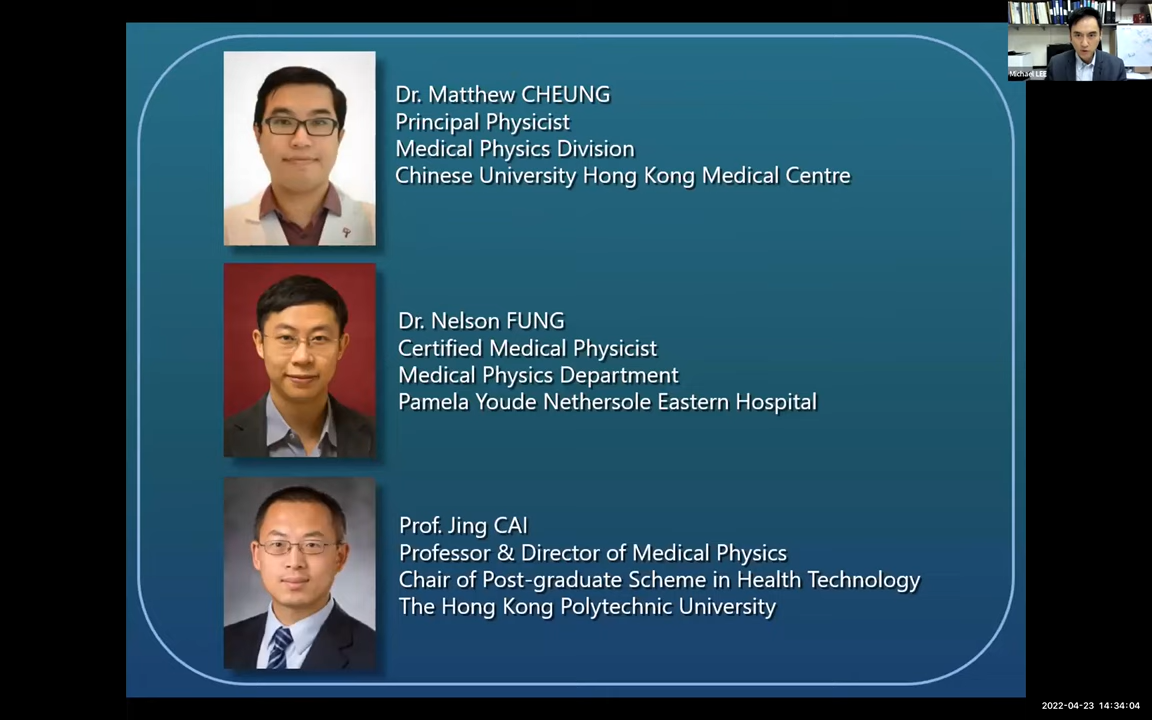 Dr. Matthew CHEUNG
Principal Physicist
Medical Physics Division
Chinese University Hong Kong Medical Centre
Dr. Nelson FUNG
Certified Medical Physicist
Medical Physics Department
Pamela Youde Nethersole Eastern Hospital
Prof. Jing CAI
Professor & Director of Medical Physics
Chair of Post-graduate Scheme in Health Technology
The Hong Kong Polytechnic University
Michael LEE
2022-04-23 14:34:04